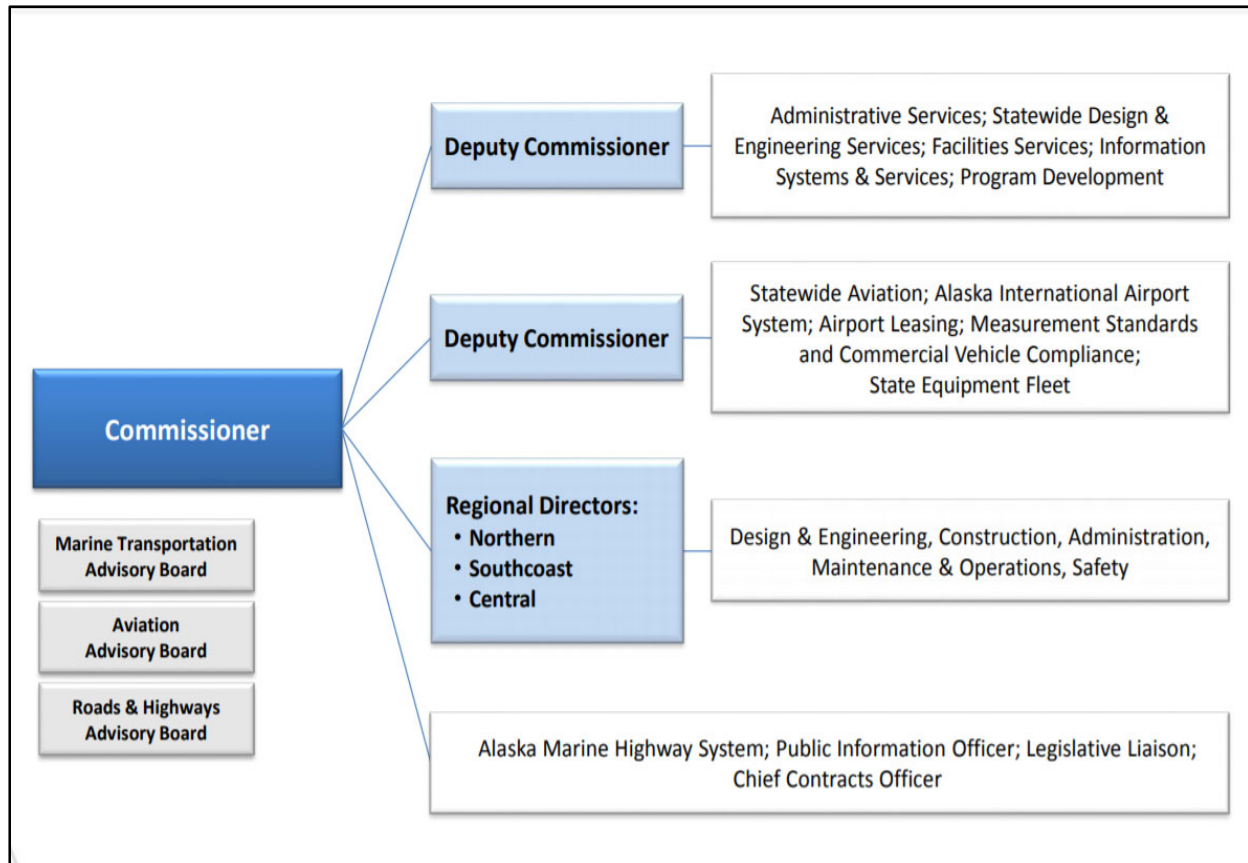 Deputy Commissioner
Administrative Services; Statewide Design &
Engineering Services; Facilities Services; Information
Systems & Services; Program Development
Deputy Commissioner
Statewide Aviation; Alaska International Airport
System; Airport Leasing; Measurement Standards
and Commercial Vehicle Compliance;
State Equipment Fleet
Commissioner
Marine Transportation
Advisory Board
Aviation
Advisory Board
Roads & Highways
Advisory Board
Regional Directors:
• Northern
• Southcoast
• Central
Design & Engineering, Construction, Administration,
Maintenance & Operations, Safety
Alaska Marine Highway System; Public Information Officer; Legislative Liaison;
Chief Contracts Officer